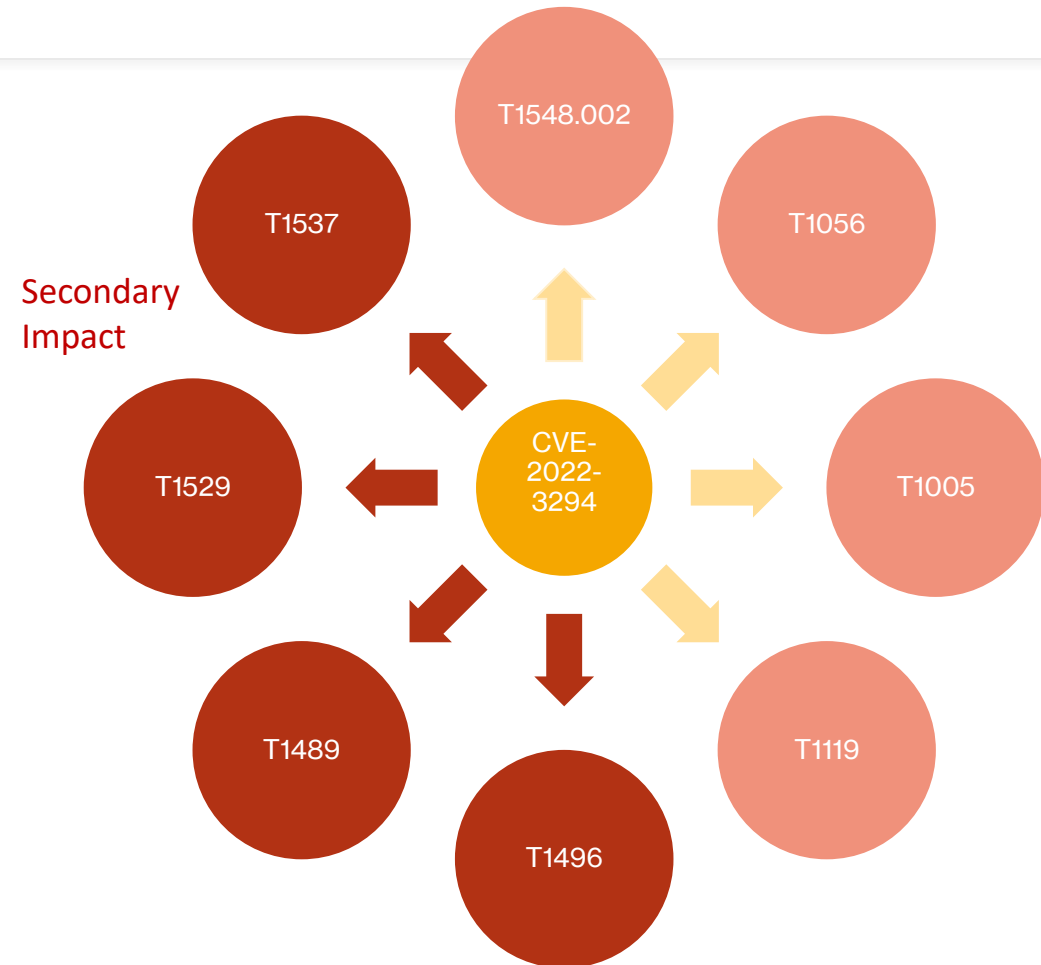 T1548.002
T1537
T1056
Secondary
Impact
CVE-
2022-
3294
T1529
T1005
T1489
T1119
T1496